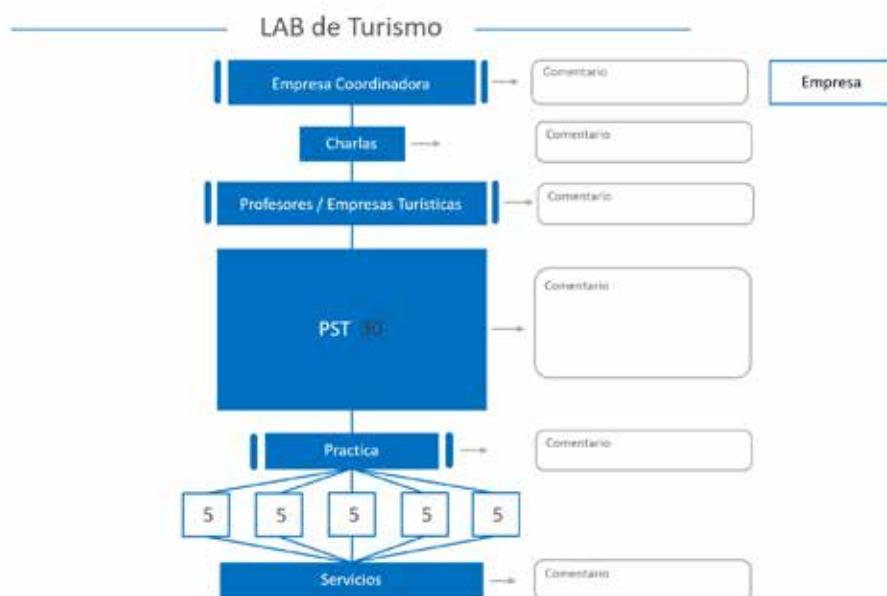 LAB de Turismo
Empresa Coordinadora
Comentario
Empresa
Charlas
Comentario
Profesores / Empresas Turísticas
Comentario
PST 30
Comentario
Practica
Comentario
5 5 5 5 5
Servicios
Comentario